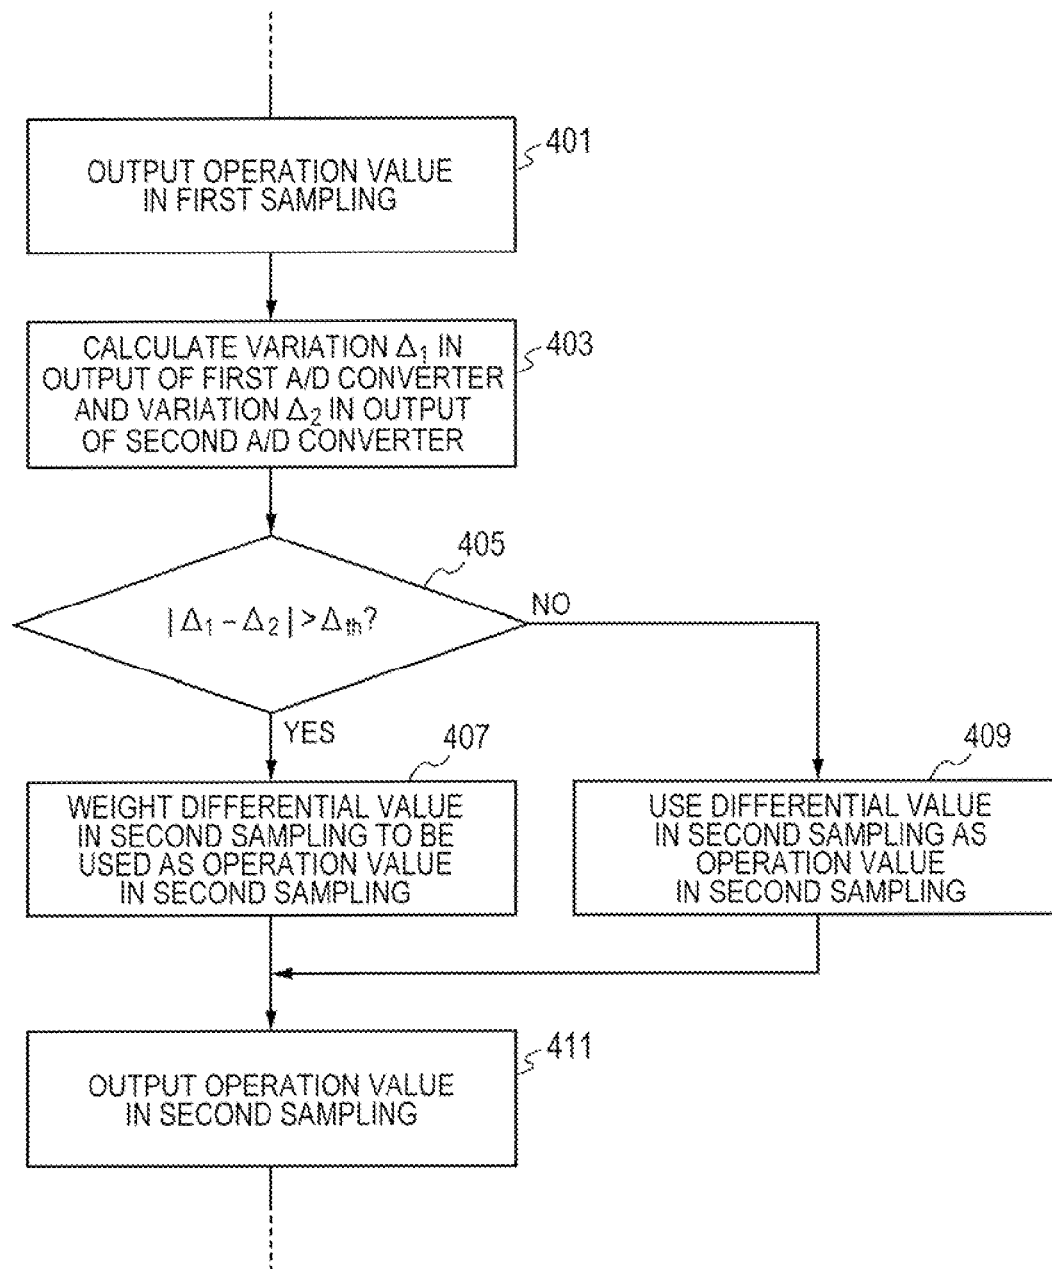 401
OUTPUT OPERATION VALUE
IN FIRST SAMPLING
403
CALCULATE VARIATION Δ1 IN
OUTPUT OF FIRST A/D CONVERTER
AND VARIATION Δ2 IN OUTPUT
OF SECOND A/D CONVERTER
405
|Δ1 – Δ2| > Δth?
NO
YES
407
WEIGHT DIFFERENTIAL VALUE
IN SECOND SAMPLING TO BE
USED AS OPERATION VALUE
IN SECOND SAMPLING
409
USE DIFFERENTIAL VALUE
IN SECOND SAMPLING AS
OPERATION VALUE
IN SECOND SAMPLING
411
OUTPUT OPERATION VALUE
IN SECOND SAMPLING